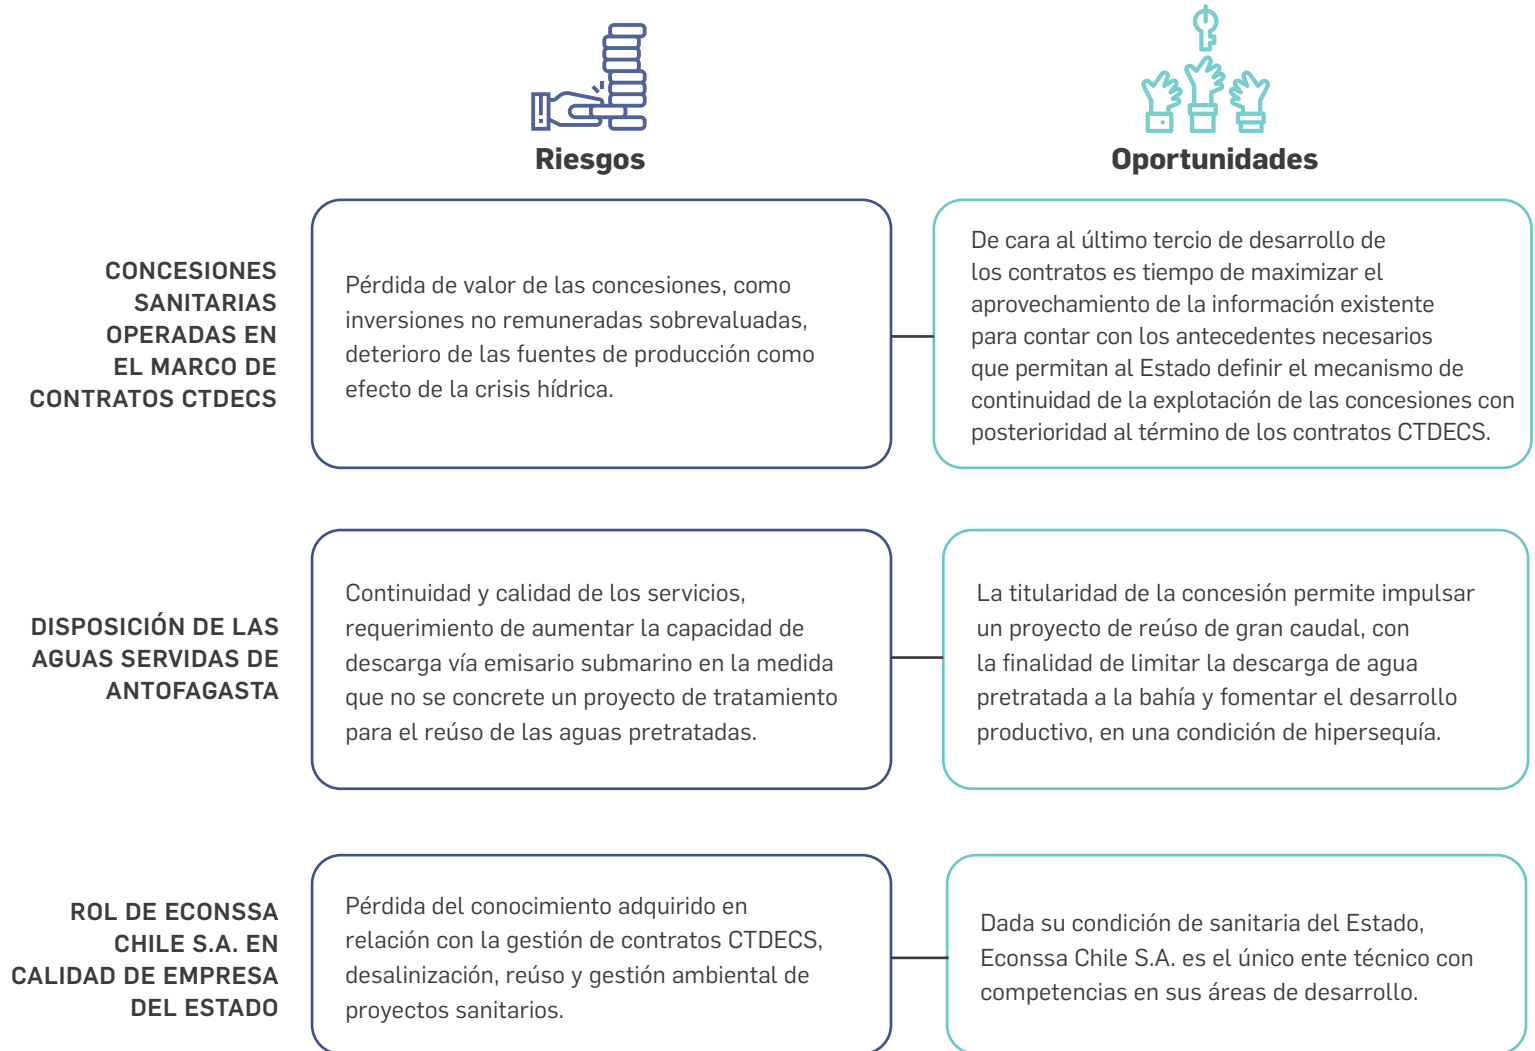 Riesgos
Oportunidades
CONCESIONES
SANITARIAS
OPERADAS EN
EL MARCO DE
CONTRATOS CTDECS
Pérdida de valor de las concesiones, como
inversiones no remuneradas sobrevaluadas,
deterioro de las fuentes de producción como
efecto de la crisis hídrica.
De cara al último tercio de desarrollo de
los contratos es tiempo de maximizar el
aprovechamiento de la información existente
para contar con los antecedentes necesarios
que permitan al Estado definir el mecanismo de
continuidad de la explotación de las concesiones con
posterioridad al término de los contratos CTDECS.
DISPOSICIÓN DE LAS
AGUAS SERVIDAS DE
ANTOFAGASTA
Continuidad y calidad de los servicios,
requerimiento de aumentar la capacidad de
descarga vía emisario submarino en la medida
que no se concrete un proyecto de tratamiento
para el reúso de las aguas pretratadas.
La titularidad de la concesión permite impulsar
un proyecto de reúso de gran caudal, con
la finalidad de limitar la descarga de agua
pretratada a la bahía y fomentar el desarrollo
productivo, en una condición de hipersequía.
ROL DE ECONSSA
CHILE S.A. EN
CALIDAD DE EMPRESA
DEL ESTADO
Pérdida del conocimiento adquirido en
relación con la gestión de contratos CTDECS,
desalinización, reúso y gestión ambiental de
proyectos sanitarios.
Dada su condición de sanitaria del Estado,
Econssa Chile S.A. es el único ente técnico con
competencias en sus áreas de desarrollo.